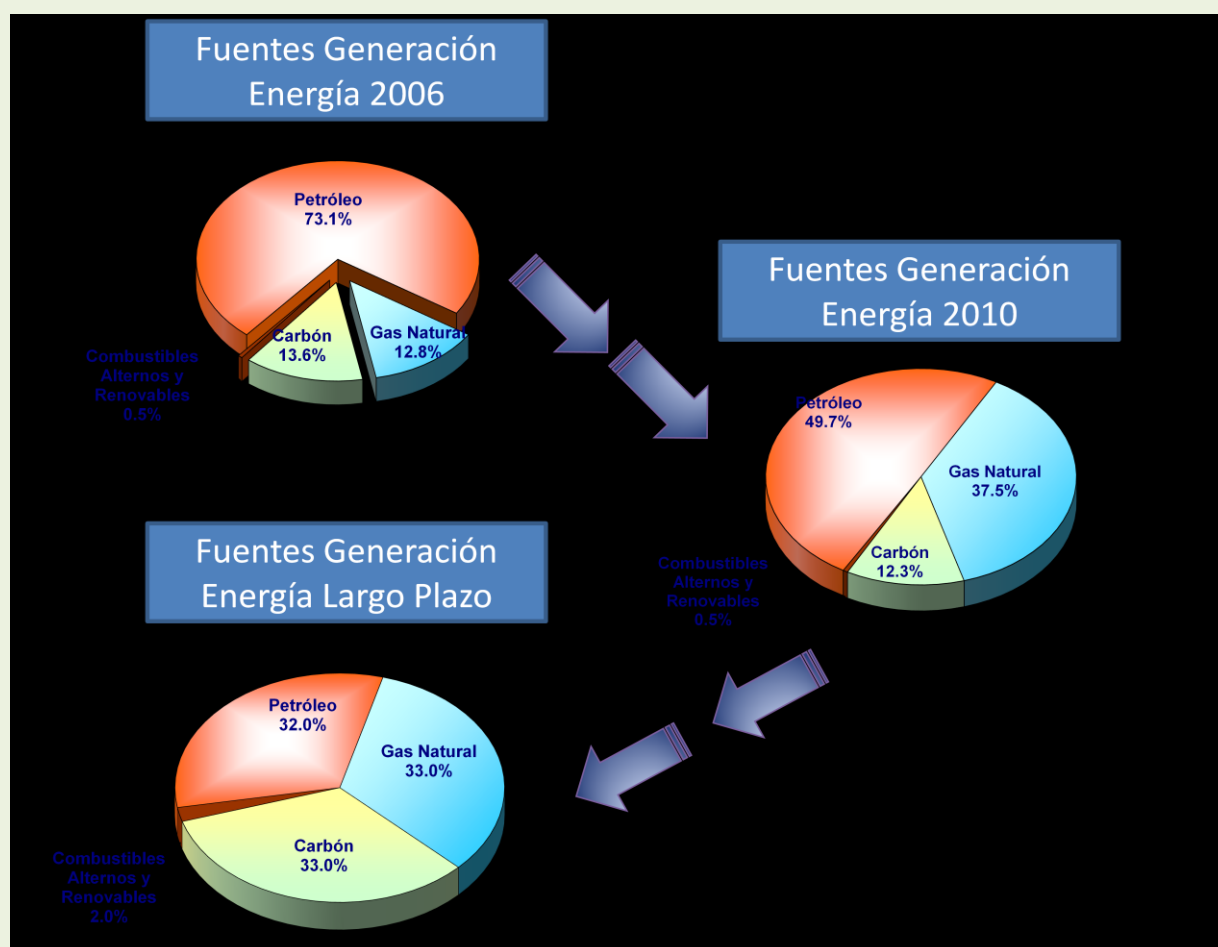 Fuentes Generación
Energía 2006
Petróleo
73.1%
Carbón
13.6%
Gas Natural
12.8%
Combustibles
Alternos y
Renovables
0.5%
Fuentes Generación
Energía 2010
Petróleo
49.7%
Gas Natural
37.5%
Carbón
12.3%
Combustibles
Alternos y
Renovables
0.5%
Fuentes Generación
Energía Largo Plazo
Petróleo
32.0%
Gas Natural
33.0%
Carbón
33.0%
Combustibles
Alternos y
Renovables
2.0%